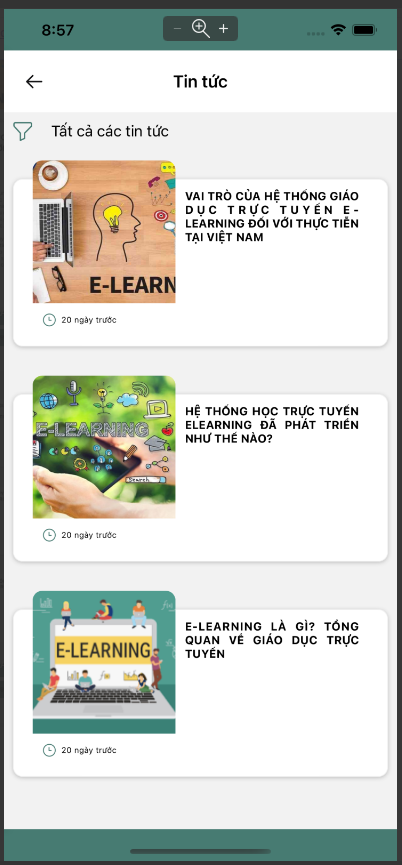 8:57
Tin tức
Tất cả các tin tức
E-LEARN
VAI TRÒ CỦA HỆ THỐNG GIÁO
DỤC TRỰC TUYẾN E-
LEARNING ĐỐI VỚI THỰC TIỄN
TẠI VIỆT NAM
20 ngày trước
E-LEARNING
Search
HỆ THỐNG HỌC TRỰC TUYẾN
ELEARNING ĐÃ PHÁT TRIỂN
NHƯ THẾ NÀO?
20 ngày trước
E-LEARNING
E-LEARNING LÀ GÌ? TỔNG
QUAN VỀ GIÁO DỤC TRỰC
TUYẾN
20 ngày trước